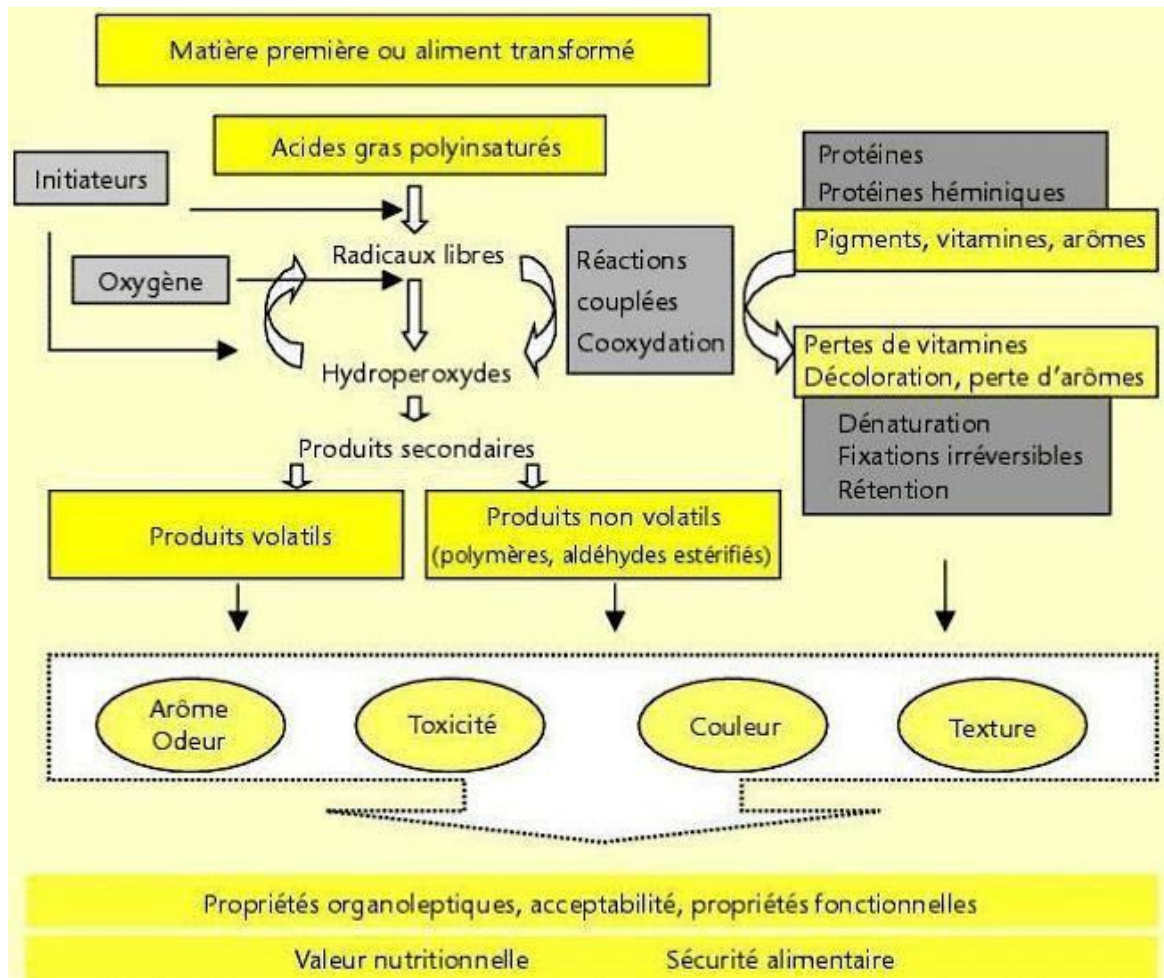 Matière première ou aliment transformé
Acides gras polyinsaturés
Initiateurs
Protéines
Protéines héminiques
Pigments, vitamines, arômes
Radicaux libres
Oxygène
Réactions
couplées
Cooxydation
Hydroperoxydes
Pertes de vitamines
Décoloration, perte d'arômes
Dénaturation
Fixations irréversibles
Rétention
Produits secondaires
Produits volatils
Produits non volatils
(polymères, aldéhydes estérifiés)
Arôme
Odeur
Toxicité
Couleur
Texture
Propriétés organoleptiques, acceptabilité, propriétés fonctionnelles
Valeur nutritionnelle Sécurité alimentaire